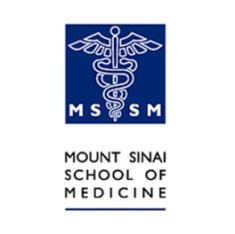 MS SM
MOUNT SINAI
SCHOOL OF
MEDICINE